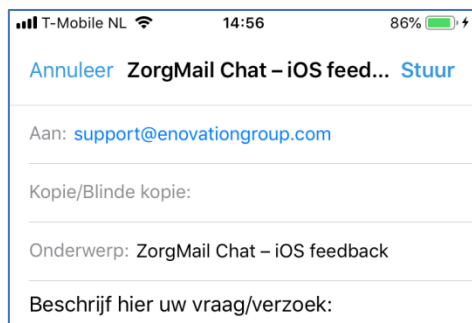 T-Mobile NL 14:56 86%
Annuleer ZorgMail Chat – iOS feed... Stuur
Aan: support@enovationgroup.com
Kopie/Blinde kopie:
Onderwerp: ZorgMail Chat – iOS feedback
Beschrijf hier uw vraag/verzoek: